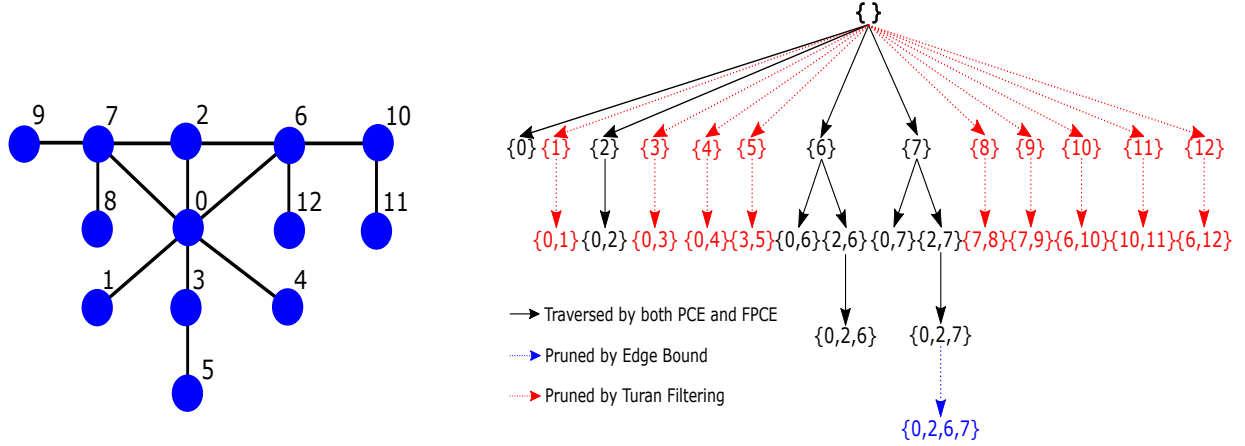 { }
9 7 2 6 10
8 0 12 11
1 3 4
5
{0} {1} {2} {3} {4} {5} {6} {7} {8} {9} {10} {11} {12}
{0,1} {0,2} {0,3} {0,4} {3,5} {0,6} {2,6} {0,7} {2,7} {7,8} {7,9} {6,10} {10,11} {6,12}
Traversed by both PCE and FPCE
{0,2,6} {0,2,7}
Pruned by Edge Bound
Pruned by Turan Filtering
{0,2,6,7}